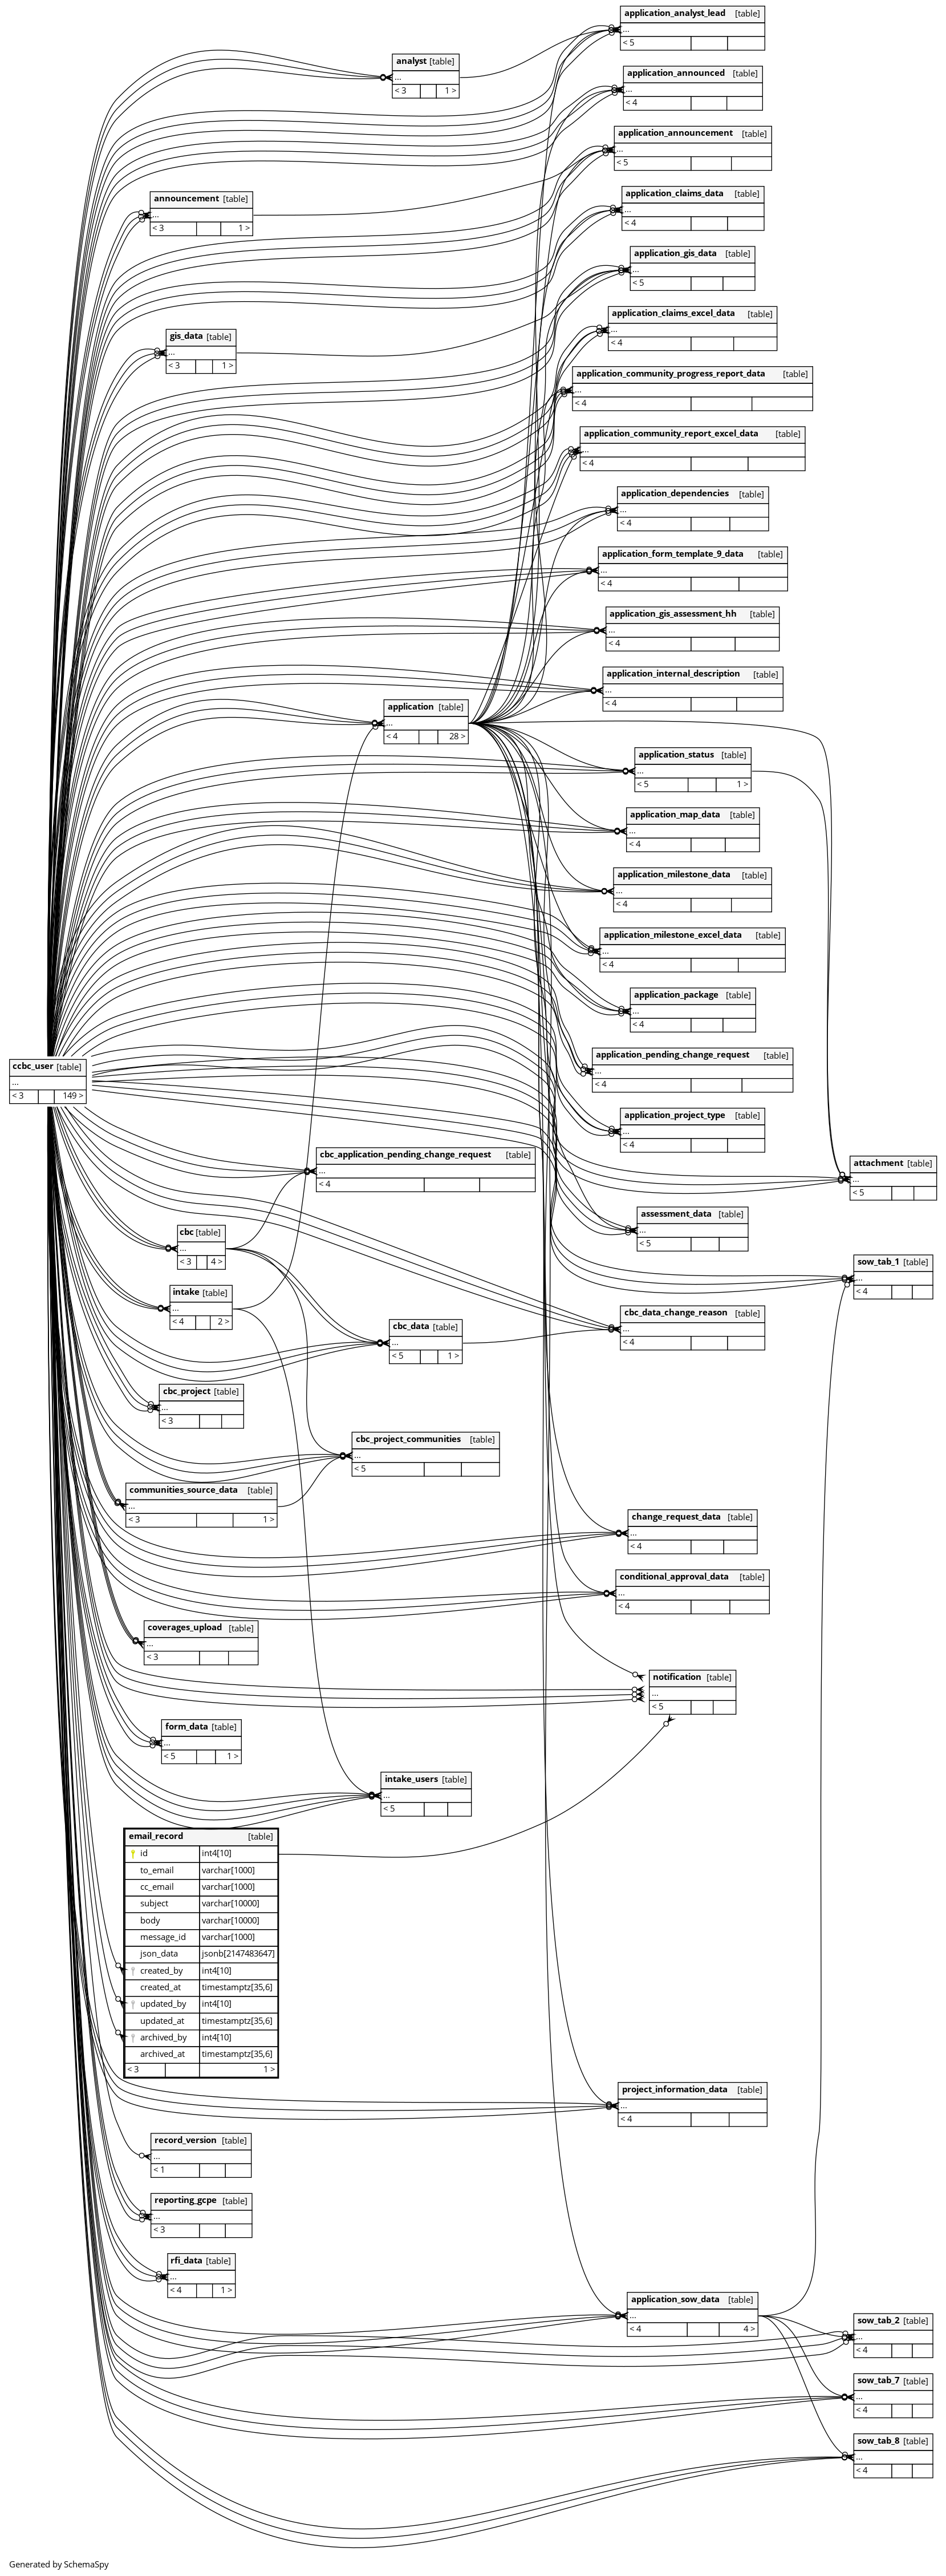 application_analyst_lead [table]
...
< 5
analyst [table]
...
< 3 1 >
application_announced [table]
...
< 4
application_announcement [table]
...
< 5
announcement [table]
...
< 3 1 >
application_claims_data [table]
...
< 4
application_gis_data [table]
...
< 5
application_claims_excel_data [table]
...
< 4
gis_data [table]
...
< 3 1 >
application_community_progress_report_data [table]
...
< 4
application_community_report_excel_data [table]
...
< 4
application_dependencies [table]
...
< 4
application_form_template_9_data [table]
...
< 4
application_gis_assessment_hh [table]
...
< 4
application_internal_description [table]
...
< 4
application [table]
...
< 4 28 >
application_status [table]
...
< 5 1 >
application_map_data [table]
...
< 4
application_milestone_data [table]
...
< 4
application_milestone_excel_data [table]
...
< 4
application_package [table]
...
< 4
application_pending_change_request [table]
...
< 4
ccbc_user [table]
...
< 3 149 >
application_project_type [table]
...
< 4
cbc_application_pending_change_request [table]
...
< 4
attachment [table]
...
< 5
assessment_data [table]
...
< 5
cbc [table]
...
< 3 4 >
sow_tab_1 [table]
...
< 4
intake [table]
...
< 4 2 >
cbc_data_change_reason [table]
...
< 4
cbc_data [table]
...
< 5 1 >
cbc_project [table]
...
< 3
cbc_project_communities [table]
...
< 5
communities_source_data [table]
...
< 3 1 >
change_request_data [table]
...
< 4
conditional_approval_data [table]
...
< 4
coverages_upload [table]
...
< 3
notification [table]
...
< 5
form_data [table]
...
< 5 1 >
intake_users [table]
...
< 5
email_record [table]
id int4[10]
to_email varchar[1000]
cc_email varchar[1000]
subject varchar[10000]
body varchar[10000]
message_id varchar[1000]
json_data jsonb[2147483647]
created_by int4[10]
created_at timestamptz[35,6]
updated_by int4[10]
updated_at timestamptz[35,6]
archived_by int4[10]
archived_at timestamptz[35,6]
< 3 1 >
project_information_data [table]
...
< 4
record_version [table]
...
< 1
reporting_gcpe [table]
...
< 3
rfi_data [table]
...
< 4 1 >
application_sow_data [table]
...
< 4 4 >
sow_tab_2 [table]
...
< 4
sow_tab_7 [table]
...
< 4
sow_tab_8 [table]
...
< 4
Generated by SchemaSpy